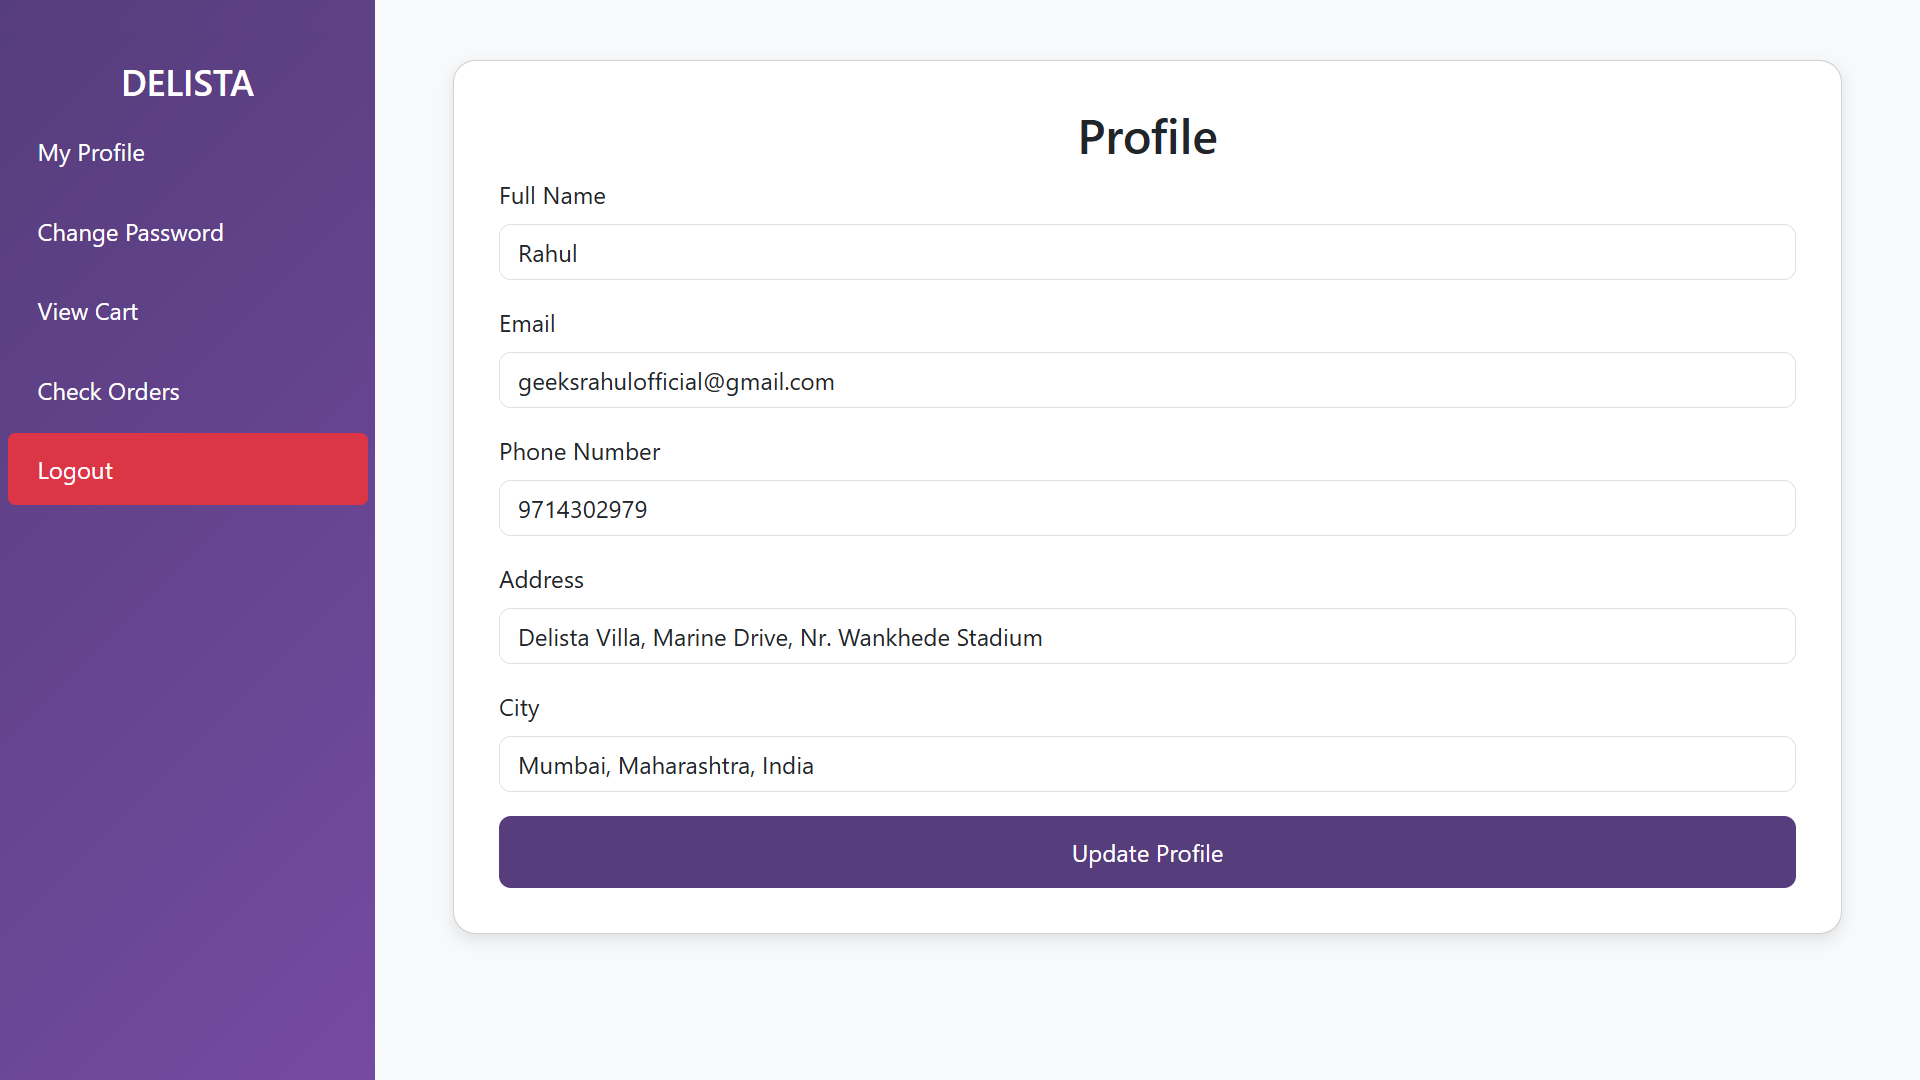 DELISTA
My Profile
Change Password
View Cart
Check Orders
Logout
Profile
Full Name
Rahul
Email
geeksrahulofficial@gmail.com
Phone Number
9714302979
Address
Delista Villa, Marine Drive, Nr. Wankhede Stadium
City
Mumbai, Maharashtra, India
Update Profile